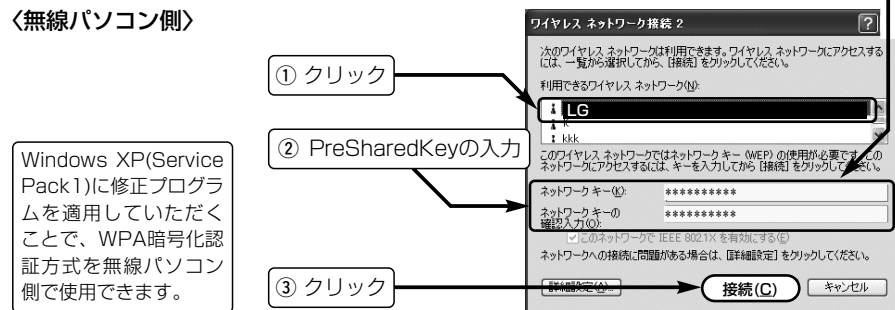 〈無線パソコン側〉
① クリック
② PreSharedKeyの入力
Windows XP(Service
Pack1)に修正プログラ
ムを適用していただく
ことで、WPA暗号化認
証方式を無線パソコン
側で使用できます。
③ クリック
ワイヤレス ネットワーク接続 2
?
次のワイヤレス ネットワークは利用できます。ワイヤレス ネットワークにアクセスする
には、一覧から選択してから、[接続] をクリックしてください。
利用できるワイヤレス ネットワーク(N):
LG
K
kkk
このワイヤレス ネットワークではネットワーク キー (WEP) の使用が必要です。この
ネットワークにアクセスするには、キーを入力してから [接続] をクリックしてください。
ネットワーク キー(K): **********
ネットワーク キーの
確認入力(O): **********
このネットワークで IEEE 802.1X を有効にする(E)
ネットワークへの接続に問題がある場合は、[詳細設定] をクリックしてください。
詳細設定(A)...
接続(C)
キャンセル